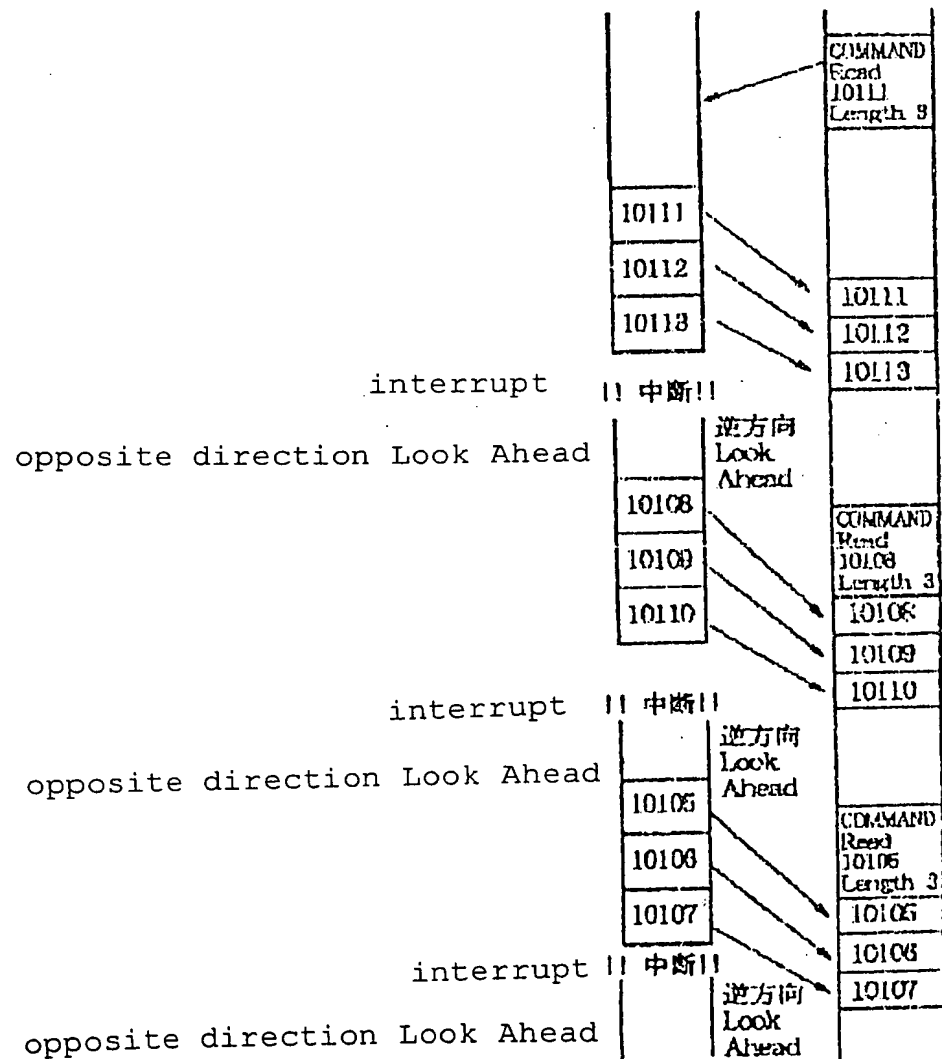 COMMAND
Read
10111
Length 3
10111
10112
10113
10111
10112
10113
interrupt
!! 中断!!
opposite direction Look Ahead
逆方向
Look
Ahead
10108
10109
10110
COMMAND
Read
10108
Length 3
10108
10109
10110
interrupt
!! 中断!!
opposite direction Look Ahead
逆方向
Look
Ahead
10105
10106
10107
COMMAND
Read
10105
Length 3
10105
10106
10107
interrupt
!! 中断!!
opposite direction Look Ahead
逆方向
Look
Ahead